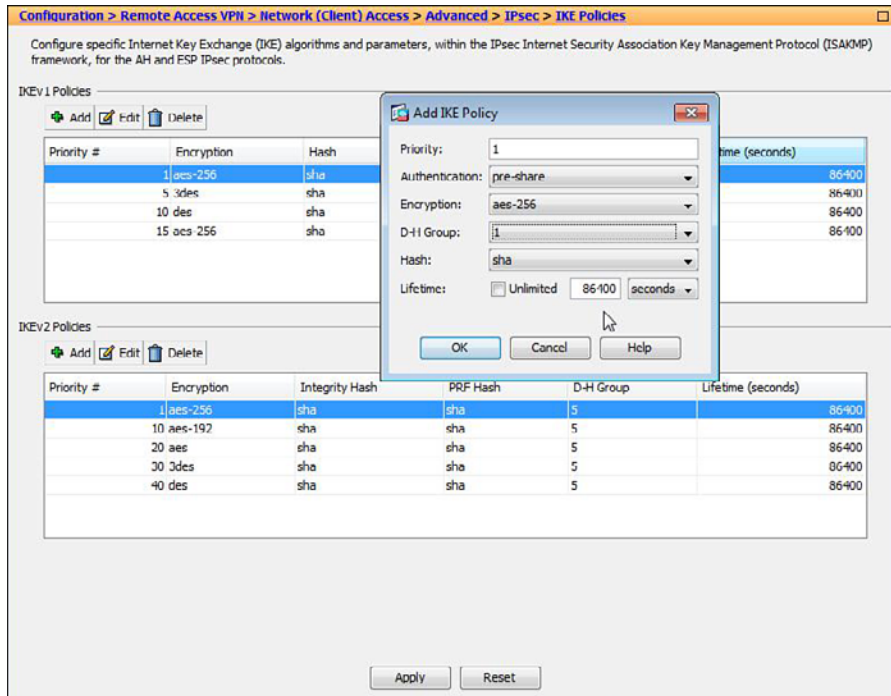 Configuration > Remote Access VPN > Network (Client) Access > Advanced > IPsec > IKE Policies
Configure specific Internet Key Exchange (IKE) algorithms and parameters, within the IPsec Internet Security Association Key Management Protocol (ISAKMP)
framework, for the AH and ESP IPsec protocols.
IKEv1 Policies
Add Edit Delete
Priority # Encryption Hash time (seconds)
1 aes-256 sha 86400
5 3des sha 86400
10 des sha 86400
15 aes-256 sha 86400
Add IKE Policy
Priority: 1
Authentication: pre-share
Encryption: aes-256
D-H Group: 1
Hash: sha
Lifetime: Unlimited 86400 seconds
OK Cancel Help
IKEv2 Policies
Add Edit Delete
Priority # Encryption Integrity Hash PRF Hash D-H Group Lifetime (seconds)
1 aes-256 sha sha 5 86400
10 aes-192 sha sha 5 86400
20 aes sha sha 5 86400
30 3des sha sha 5 86400
40 des sha sha 5 86400
Apply Reset